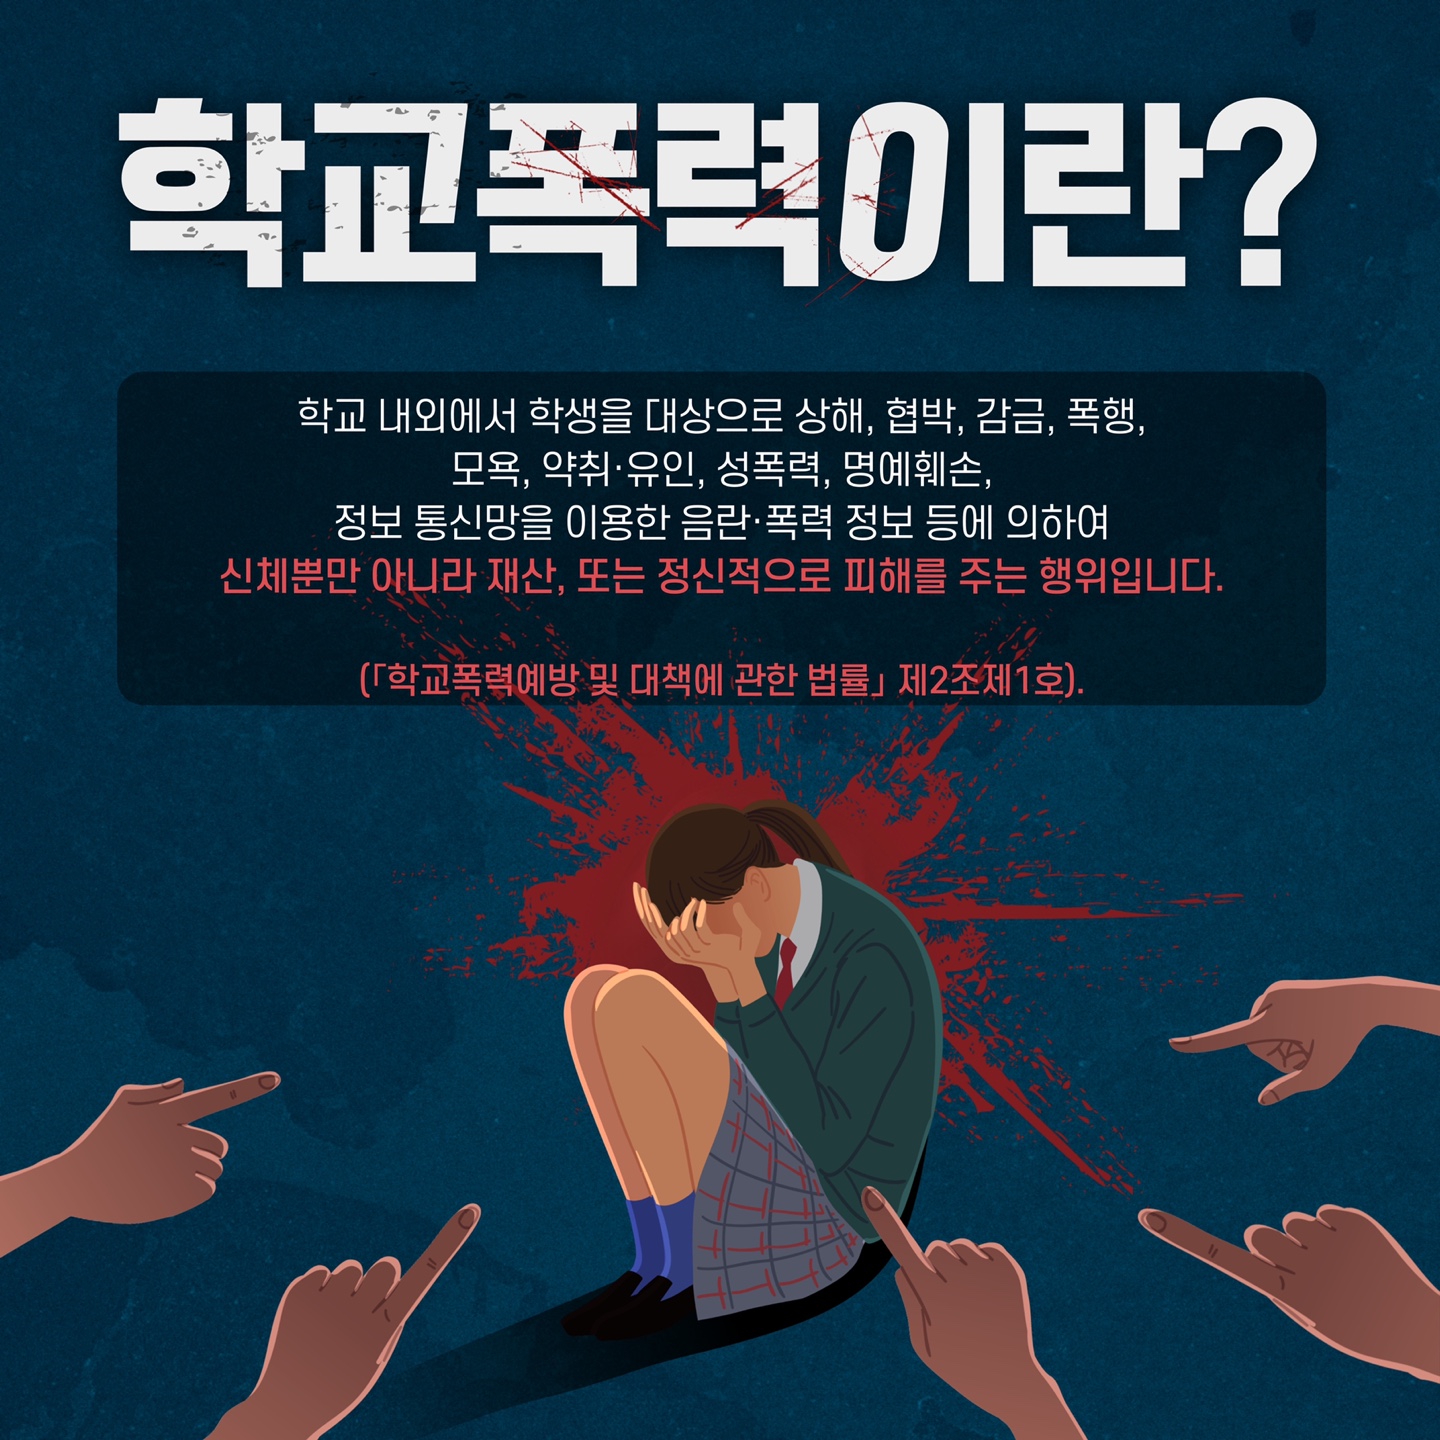 학교폭력이란?
학교 내외에서 학생을 대상으로 상해, 협박, 감금, 폭행,
모욕, 약취·유인, 성폭력, 명예훼손,
정보 통신망을 이용한 음란·폭력 정보 등에 의하여
신체뿐만 아니라 재산, 또는 정신적으로 피해를 주는 행위입니다.
(「학교폭력예방 및 대책에 관한 법률」 제2조제1호).